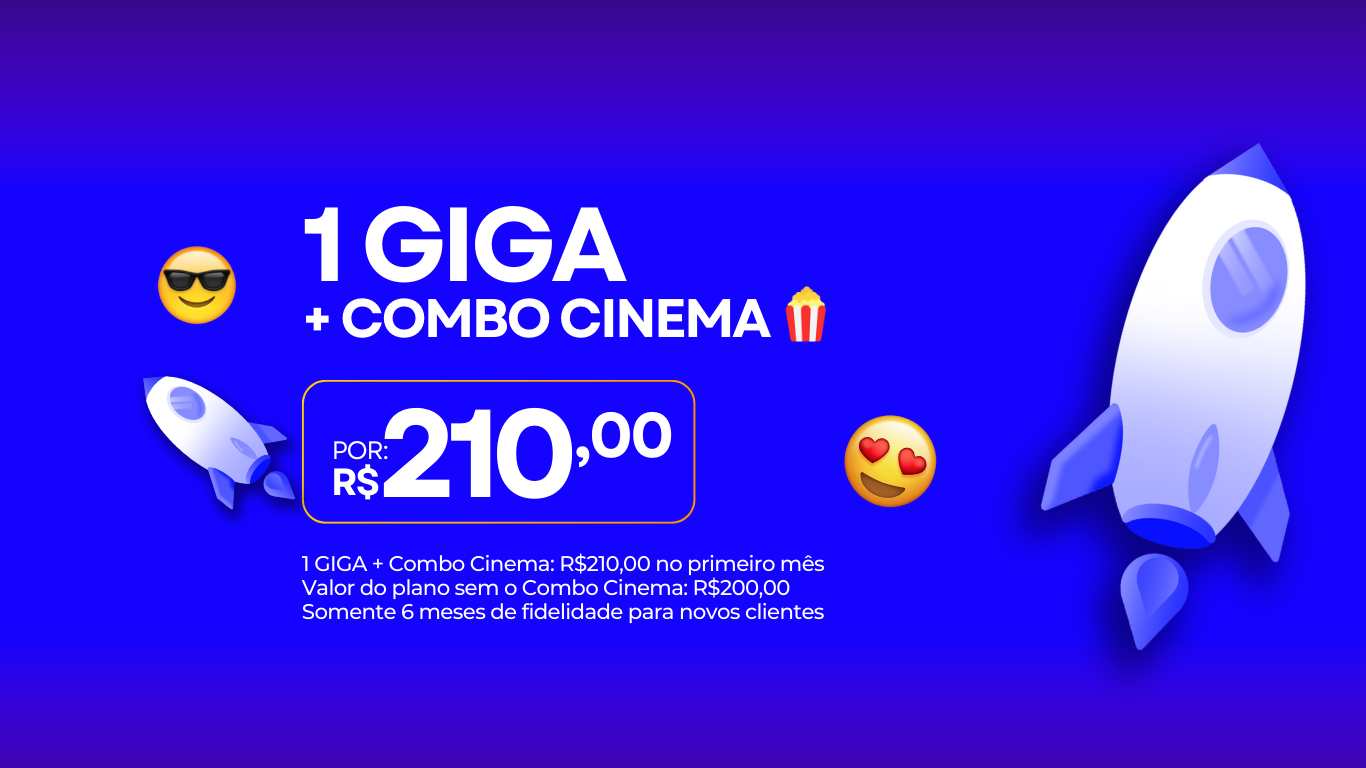 1 GIGA
+ COMBO CINEMA
POR:
R$210,00
1 GIGA + Combo Cinema: R$210,00 no primeiro mês
Valor do plano sem o Combo Cinema: R$200,00
Somente 6 meses de fidelidade para novos clientes